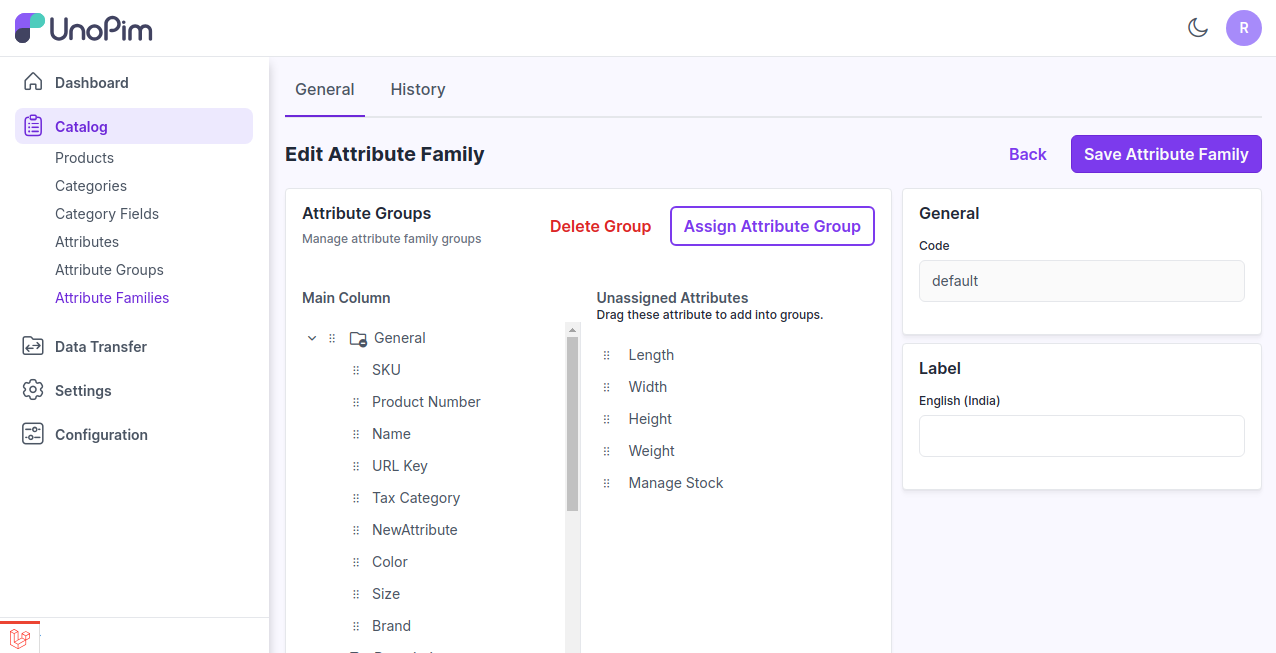 UnoPim
R
Dashboard
Catalog
Products
Categories
Category Fields
Attributes
Attribute Groups
Attribute Families
Data Transfer
Settings
Configuration
General History
Edit Attribute Family
Back
Save Attribute Family
Attribute Groups
Manage attribute family groups
Delete Group
Assign Attribute Group
Main Column
General
SKU
Product Number
Name
URL Key
Tax Category
NewAttribute
Color
Size
Brand
Unassigned Attributes
Drag these attribute to add into groups.
Length
Width
Height
Weight
Manage Stock
General
Code
default
Label
English (India)